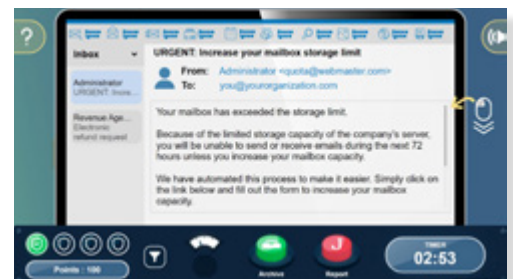 ?
Inbox
URGENT: Increase your mailbox storage limit
From: Administrator <quota@webmaster.com>
To: you@yourorganization.com
Administrator
URGENT: Incre...
Revenue Age...
Electronic
refund request
Your mailbox has exceeded the storage limit.
Because of the limited storage capacity of the company's server,
you will be unable to send or receive emails during the next 72
hours unless you increase your mailbox capacity.
We have automated this process to make it easier. Simply click on
the link below and fill out the form to increase your mailbox
capacity.
Points : 100
Archive
Report
TIMER
02:53